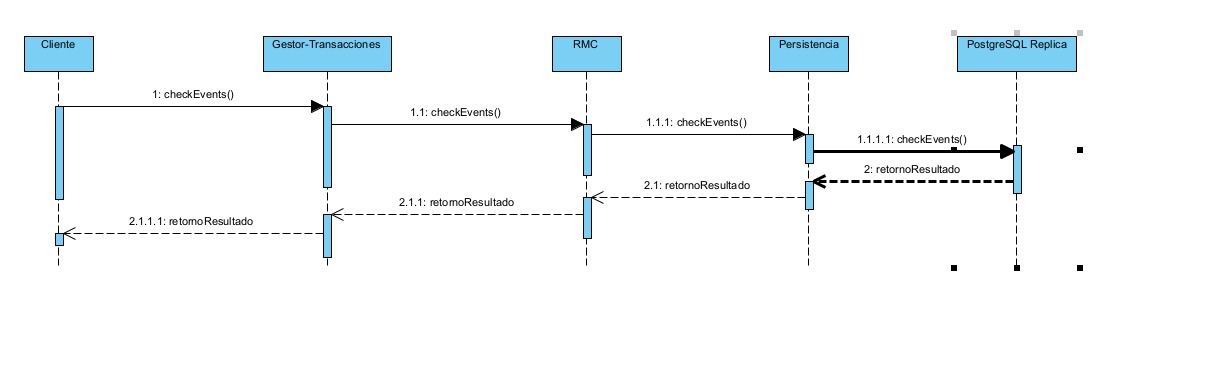 Cliente
Gestor-Transacciones
RMC
Persistencia
PostgreSQL Replica
1: checkEvents()
1.1: checkEvents()
1.1.1: checkEvents()
1.1.1.1: checkEvents()
2: retornoResultado
2.1: retornoResultado
2.1.1: retornoResultado
2.1.1.1: retornoResultado